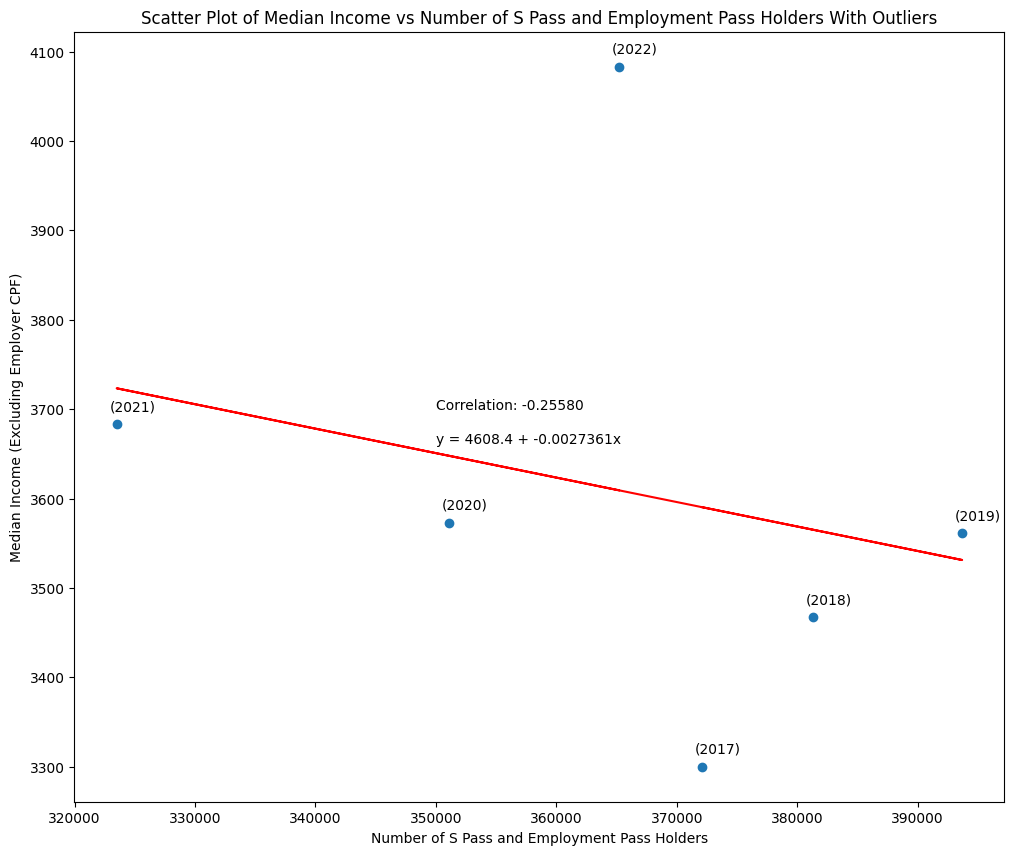 Scatter Plot of Median Income vs Number of S Pass and Employment Pass Holders With Outliers
4100
4000
3900
3800
3700
3600
3500
3400
3300
Median Income (Excluding Employer CPF)
(2022)
(2021)
Correlation: -0.25580
y = 4608.4 + -0.0027361x
(2020)
(2019)
(2018)
(2017)
320000 330000 340000 350000 360000 370000 380000 390000
Number of S Pass and Employment Pass Holders